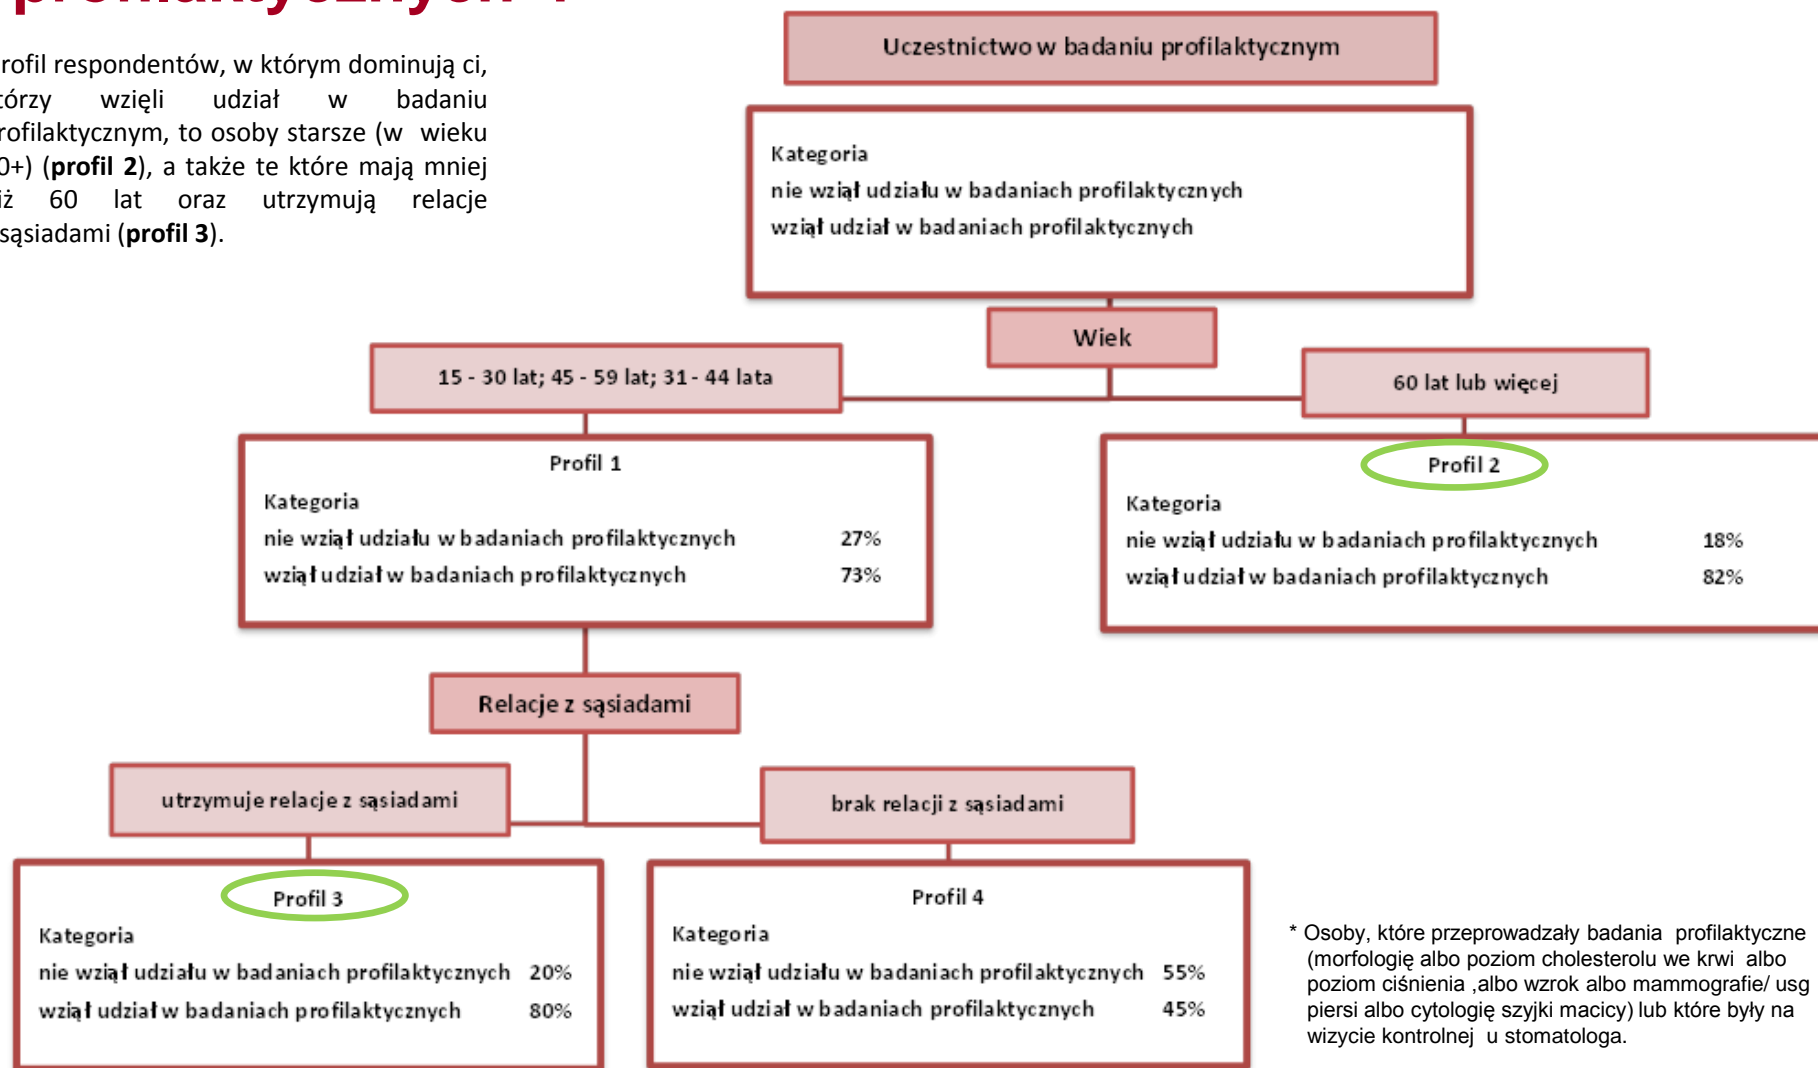 rofil respondentów, w którym dominują ci,
tórzy wzięli udział w badaniu
rofilaktycznym, to osoby starsze (w wieku
0+) (profil 2), a także te które mają mniej
iż 60 lat oraz utrzymują relacje
sąsiadami (profil 3).
Uczestnictwo w badaniu profilaktycznym
Kategoria
nie wziął udziału w badaniach profilaktycznych
wziął udział w badaniach profilaktycznych
Wiek
15 - 30 lat; 45 - 59 lat; 31 - 44 lata
60 lat lub więcej
Profil 1
Kategoria
nie wziął udziału w badaniach profilaktycznych 27%
wziął udział w badaniach profilaktycznych 73%
Profil 2
Kategoria
nie wziął udziału w badaniach profilaktycznych 18%
wziął udział w badaniach profilaktycznych 82%
Relacje z sąsiadami
utrzymuje relacje z sąsiadami
brak relacji z sąsiadami
Profil 3
Kategoria
nie wziął udziału w badaniach profilaktycznych 20%
wziął udział w badaniach profilaktycznych 80%
Profil 4
Kategoria
nie wziął udziału w badaniach profilaktycznych 55%
wziął udział w badaniach profilaktycznych 45%
* Osoby, które przeprowadzały badania profilaktyczne
(morfologię albo poziom cholesterolu we krwi albo
poziom ciśnienia ,albo wzrok albo mammografie/ usg
piersi albo cytologię szyjki macicy) lub które były na
wizycie kontrolnej u stomatologa.